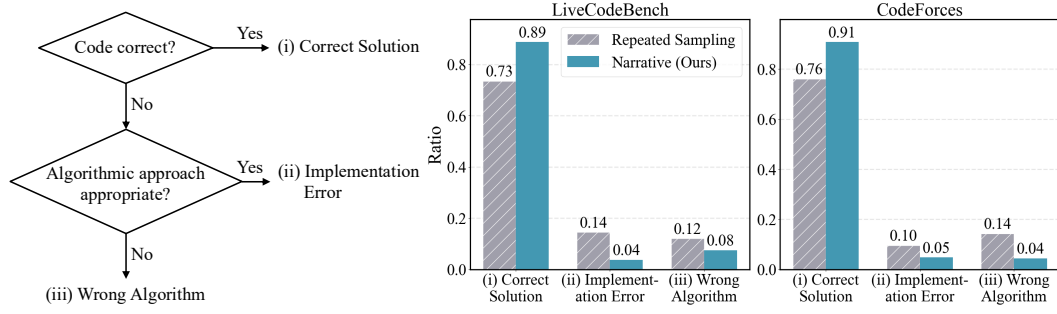 Code correct?
Yes
(i) Correct Solution
No
Algorithmic approach
appropriate?
Yes
(ii) Implementation
Error
No
(iii) Wrong Algorithm
LiveCodeBench
Ratio
0.8
0.6
0.4
0.2
0.0
Repeated Sampling
Narrative (Ours)
0.73
0.89
0.14
0.04
0.12
0.08
(i) Correct
Solution
(ii) Implement-
ation Error
(iii) Wrong
Algorithm
CodeForces
0.8
0.6
0.4
0.2
0.0
0.76
0.91
0.10
0.05
0.14
0.04
(i) Correct
Solution
(ii) Implement-
ation Error
(iii) Wrong
Algorithm